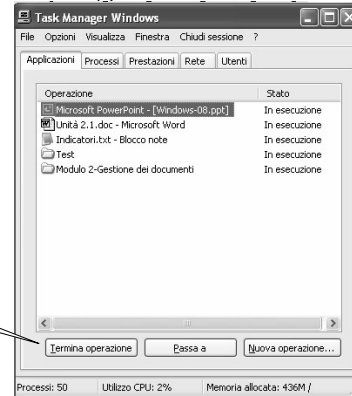 Task Manager Windows
File Opzioni Visualizza Finestra Chiudi sessione ?
Applicazioni Processi Prestazioni Rete Utenti
Operazione Stato
Microsoft PowerPoint - [Windows-08.ppt] In esecuzione
Unità 2.1.doc - Microsoft Word In esecuzione
Indicatori.txt - Blocco note In esecuzione
Test In esecuzione
Modulo 2-Gestione dei documenti In esecuzione
Termina operazione Passa a Nuova operazione...
Processi: 50 Utilizzo CPU: 2% Memoria allocata: 436M /